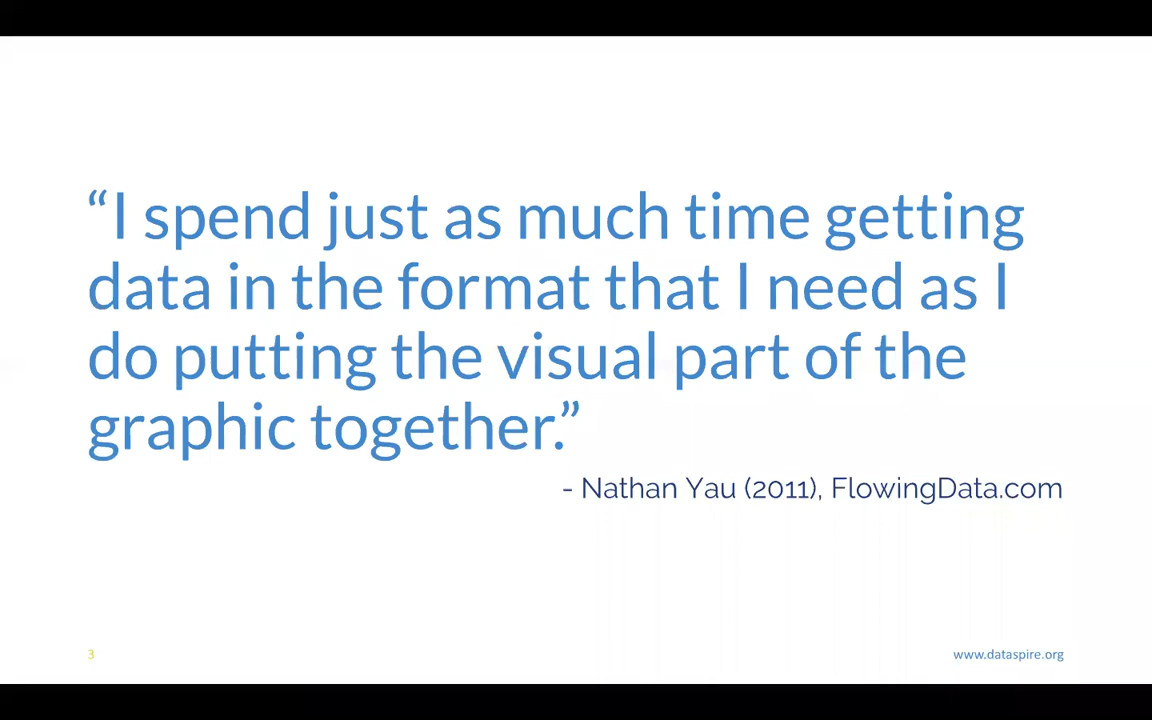 “I spend just as much time getting
data in the format that I need as I
do putting the visual part of the
graphic together.”
- Nathan Yau (2011), FlowingData.com
3
www.dataspire.org